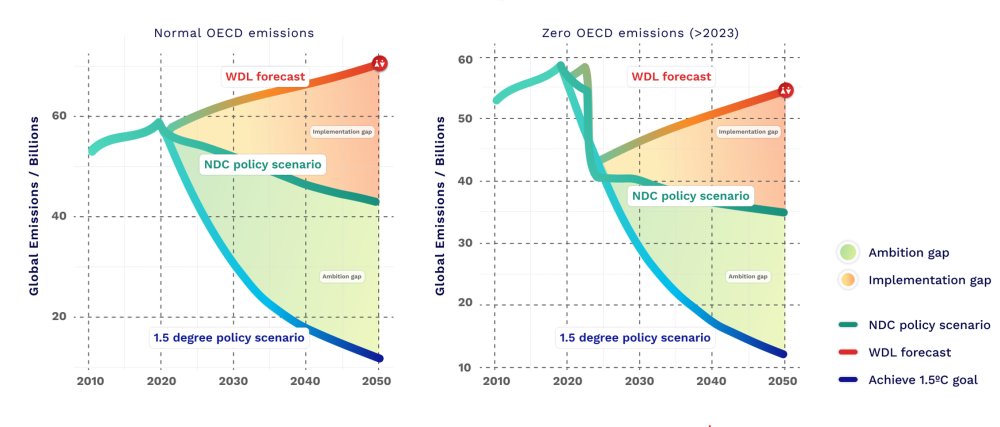 Normal OECD emissions
Global Emissions / Billions
60
40
20
WDL forecast
Implementation gap
NDC policy scenario
Ambition gap
1.5 degree policy scenario
2010 2020 2030 2040 2050
Zero OECD emissions (>2023)
Global Emissions / Billions
60
50
40
30
20
10
WDL forecast
Implementation gap
NDC policy scenario
Ambition gap
1.5 degree policy scenario
2010 2020 2030 2040 2050
Ambition gap
Implementation gap
NDC policy scenario
WDL forecast
Achieve 1.5ºC goal